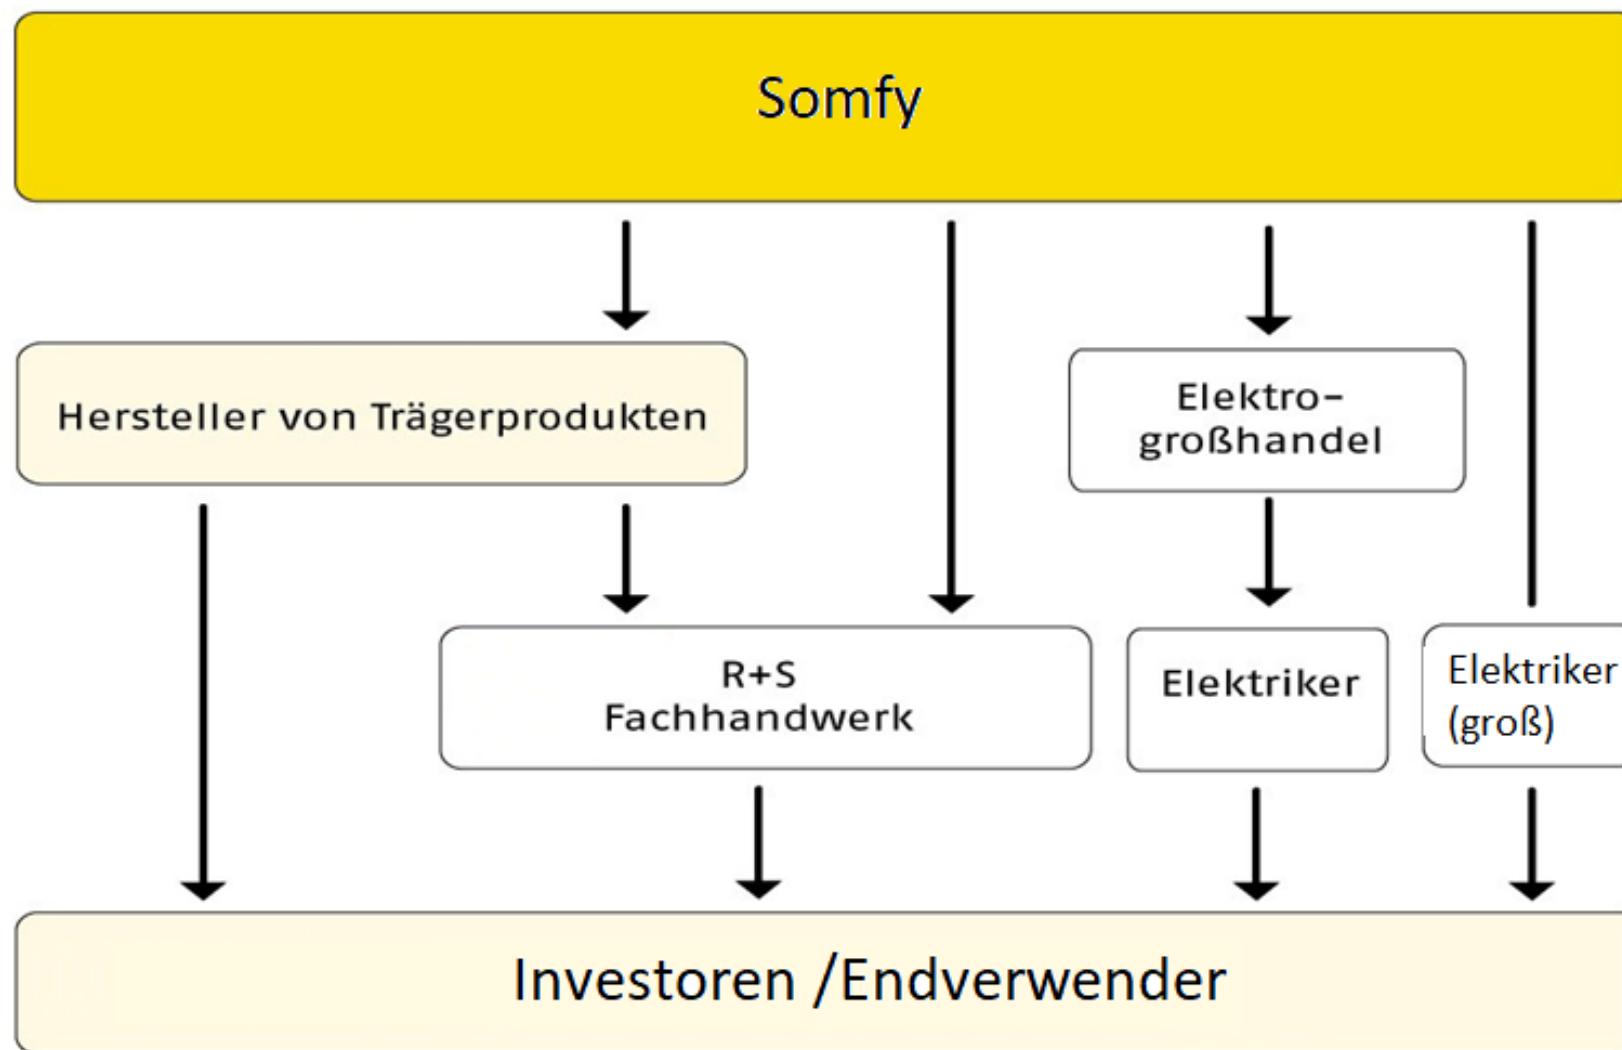 Somfy
Hersteller von Trägerprodukten
Elektro-
großhandel
R+S
Fachhandwerk
Elektriker
Elektriker
(groß)
Investoren /Endverwender